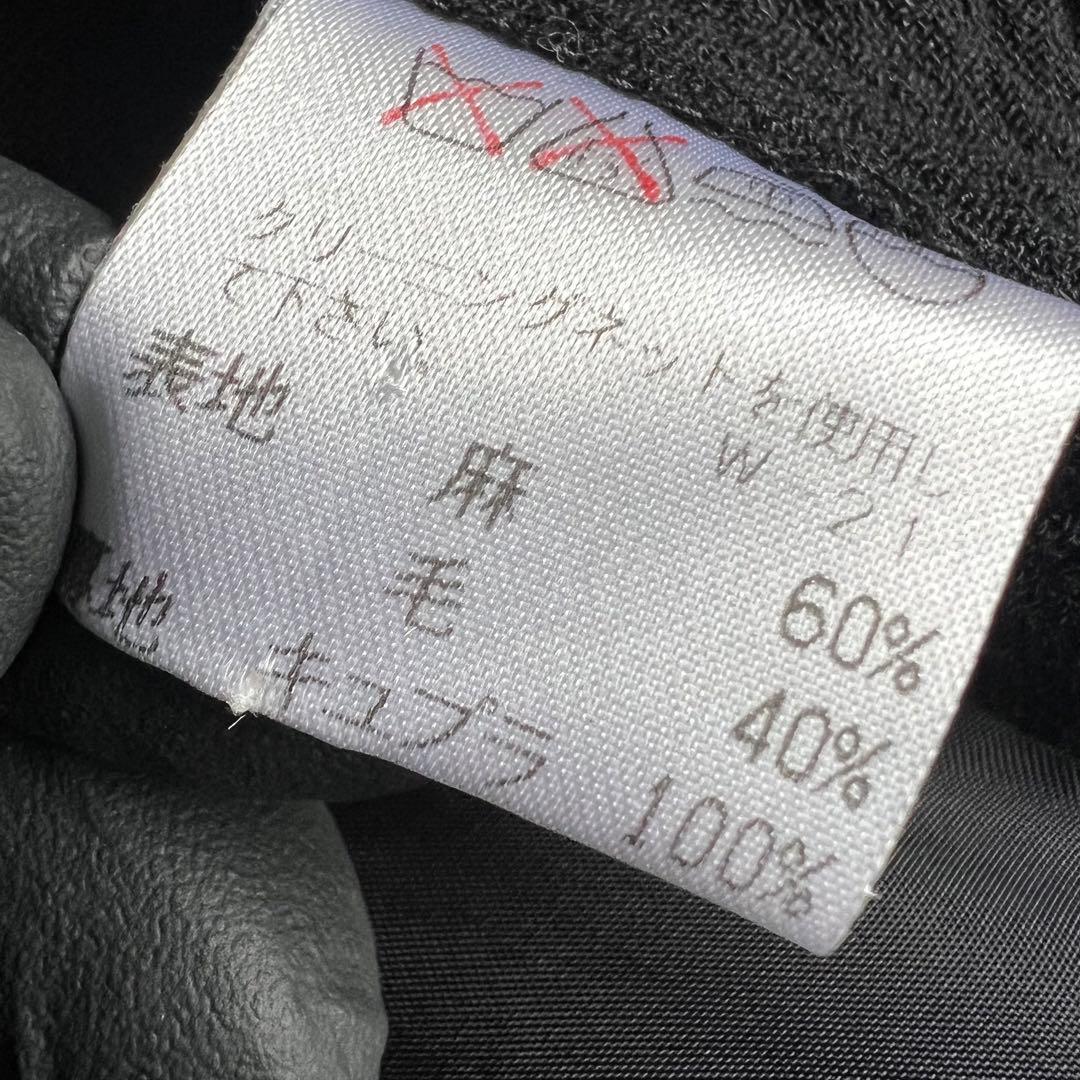 クリーニングネットを使用し
て下さい。
W-21
表地 麻 60%
毛 40%
裏地 キュプラ 100%